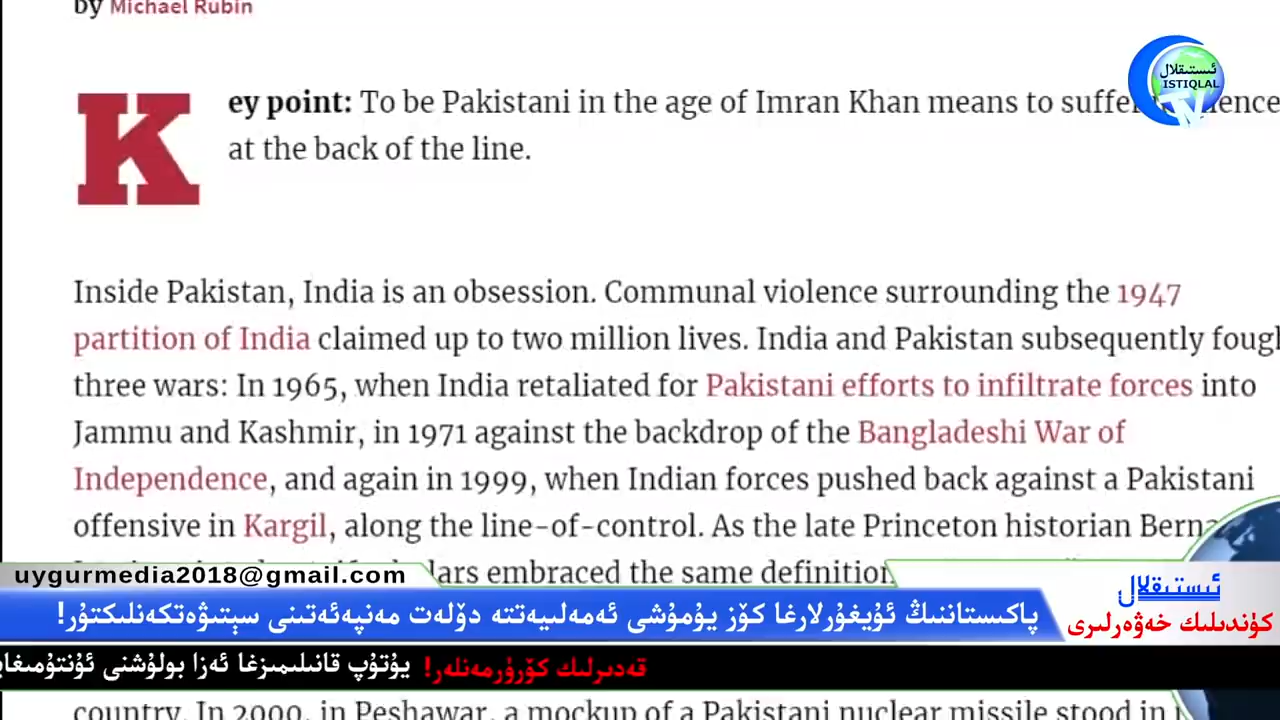 by Michael Rubin
ئىستىقلال
ISTIQLAL
TV
Key point: To be Pakistani in the age of Imran Khan means to suffer
at the back of the line.
Inside Pakistan, India is an obsession. Communal violence surrounding the 1947
partition of India claimed up to two million lives. India and Pakistan subsequently fough
three wars: In 1965, when India retaliated for Pakistani efforts to infiltrate forces into
Jammu and Kashmir, in 1971 against the backdrop of the Bangladeshi War of
Independence, and again in 1999, when Indian forces pushed back against a Pakistani
offensive in Kargil, along the line-of-control. As the late Princeton historian Berna
embraced the same definition
uygurmedia2018@gmail.com
ئىستىقلال
كۈندىلىك خەۋەرلىرى
پاكىستاننىڭ ئۇيغۇرلارغا كۆز يۇمۇشى ئەمەلىيەتتە دۆلەت مەنپەئەتىنى سېتىۋەتكەنلىكتۇر!
قەدىرلىك كۆرۈرمەنلەر! يۇتۇپ قانىلىمىزغا ئەزا بولۇشنى ئۇنتۇمىغاي
country. In 2000, in Peshawar, a mockup of a Pakistani nuclear missile stood in